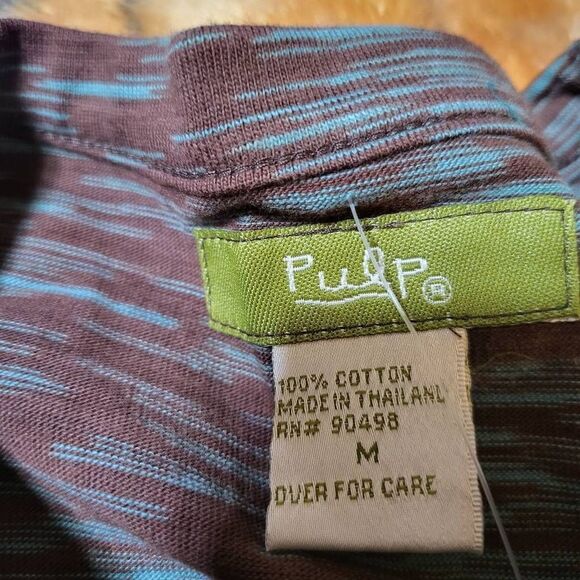 PulP®
100% COTTON
MADE IN THAILAND
RN# 90498
M
OVER FOR CARE